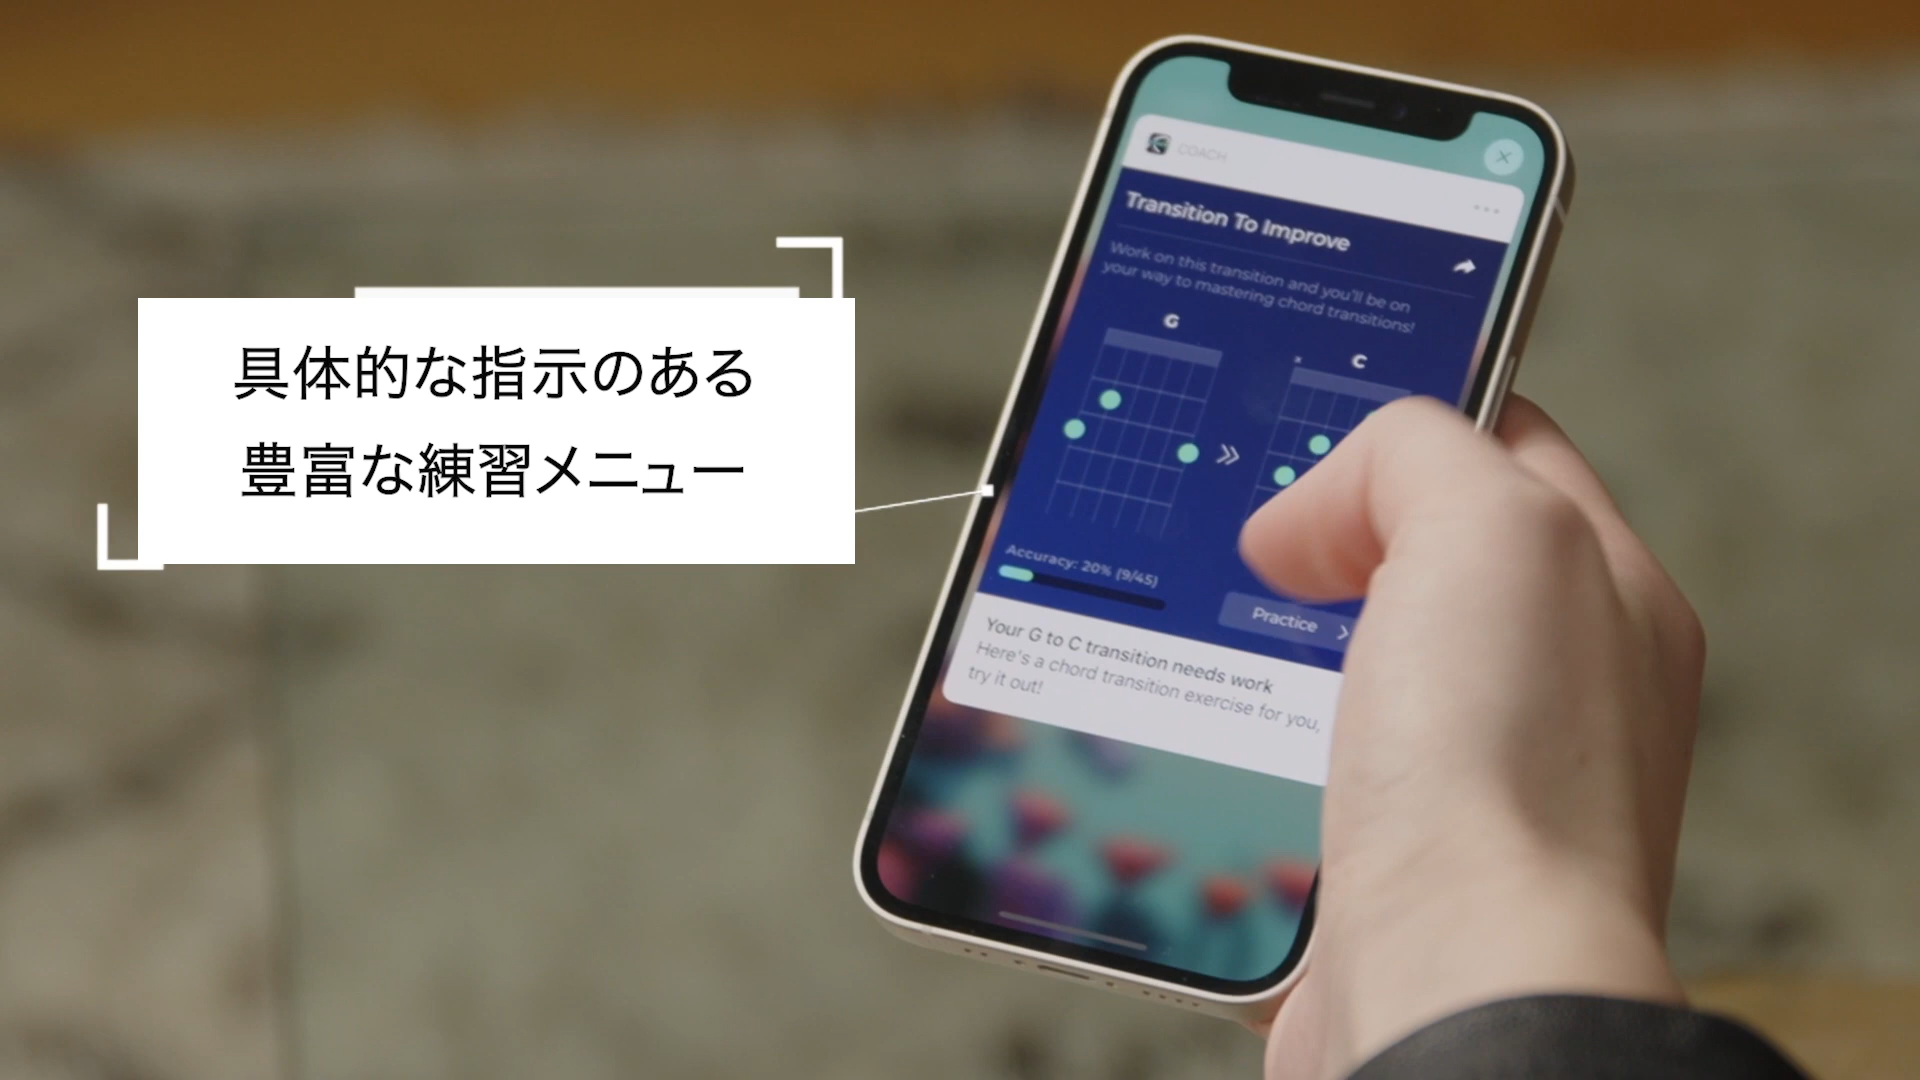 具体的な指示のある
豊富な練習メニュー
COACH
Transition To Improve
Work on this transition and you'll be on
your way to mastering chord transitions!
G
x
C
Accuracy: 20% (9/45)
Practice
Your G to C transition needs work
Here's a chord transition exercise for you,
try it out!